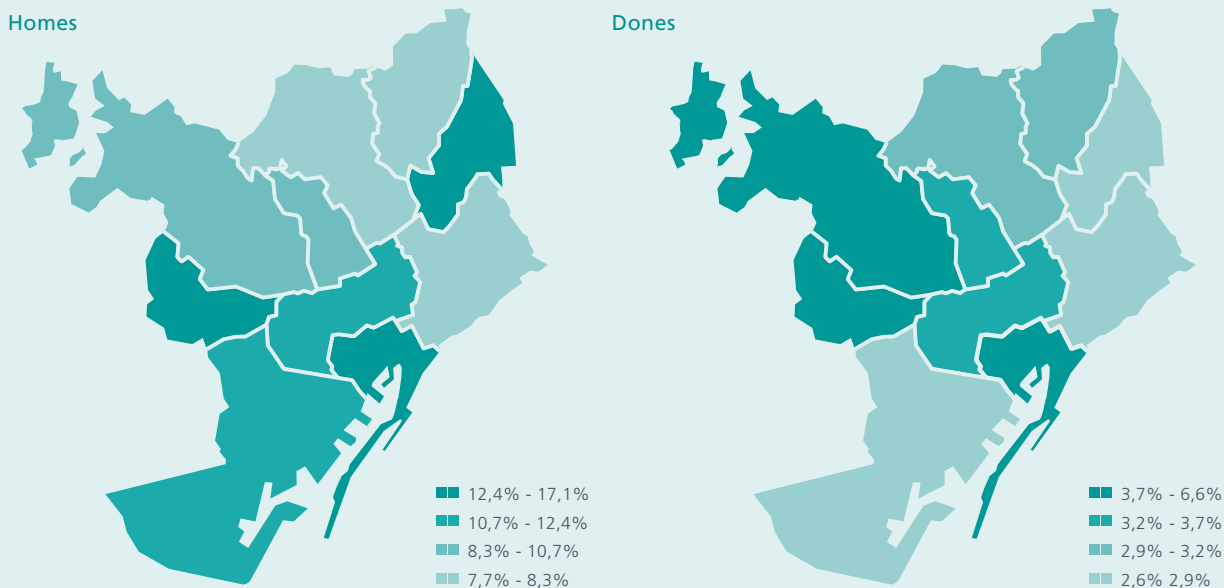 Homes
12,4% - 17,1%
10,7% - 12,4%
8,3% - 10,7%
7,7% - 8,3%
Dones
3,7% - 6,6%
3,2% - 3,7%
2,9% - 3,2%
2,6% 2,9%